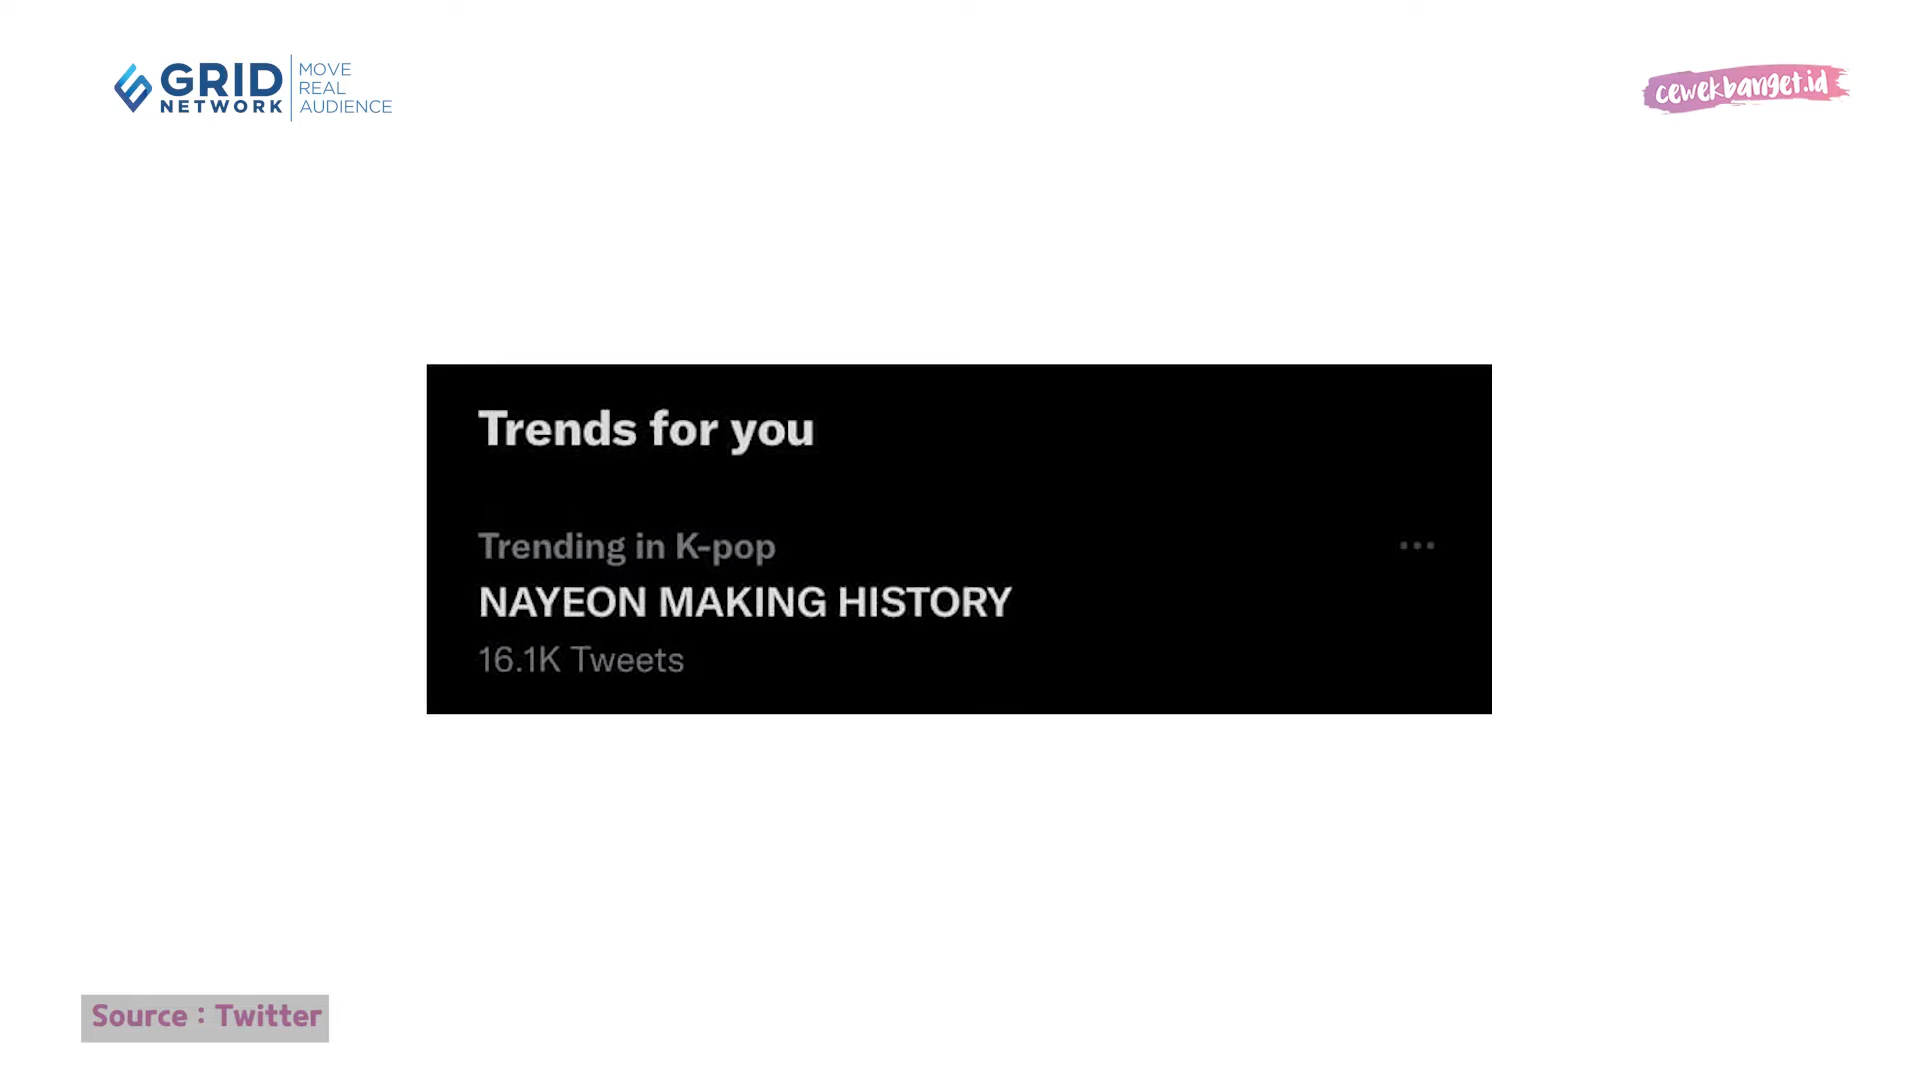 GRID
NETWORK
MOVE
REAL
AUDIENCE
cewekbanget.id
Trends for you
Trending in K-pop
NAYEON MAKING HISTORY
16.1K Tweets
Source : Twitter